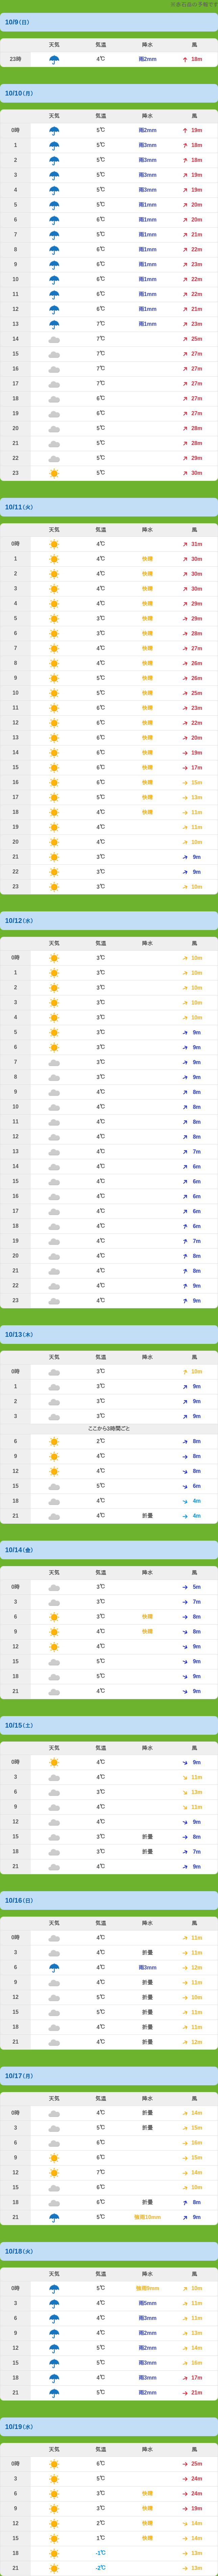 10/9(日)
天気 気温 降水 風
23時 4℃ 雨2mm 18m
10/10(月)
天気 気温 降水 風
0時 5℃ 雨2mm 19m
1 5℃ 雨3mm 18m
2 5℃ 雨3mm 18m
3 5℃ 雨3mm 19m
4 5℃ 雨3mm 19m
5 5℃ 雨1mm 20m
6 6℃ 雨1mm 20m
7 5℃ 雨1mm 21m
8 6℃ 雨1mm 22m
9 6℃ 雨1mm 23m
10 6℃ 雨1mm 22m
11 6℃ 雨1mm 22m
12 6℃ 雨1mm 21m
13 7℃ 雨1mm 23m
14 7℃ 25m
15 7℃ 27m
16 7℃ 27m
17 7℃ 27m
18 6℃ 27m
19 6℃ 27m
20 5℃ 28m
21 5℃ 28m
22 5℃ 29m
23 5℃ 30m
10/11(火)
天気 気温 降水 風
0時 4℃ 31m
1 4℃ 快晴 30m
2 4℃ 快晴 30m
3 4℃ 快晴 30m
4 4℃ 快晴 29m
5 3℃ 快晴 29m
6 3℃ 快晴 28m
7 4℃ 快晴 27m
8 4℃ 快晴 26m
9 5℃ 快晴 26m
10 5℃ 快晴 25m
11 6℃ 快晴 23m
12 6℃ 快晴 22m
13 6℃ 快晴 20m
14 6℃ 快晴 19m
15 6℃ 快晴 17m
16 6℃ 快晴 15m
17 5℃ 快晴 13m
18 4℃ 快晴 11m
19 4℃ 11m
20 4℃ 10m
21 3℃ 9m
22 3℃ 9m
23 3℃ 10m
10/12(水)
天気 気温 降水 風
0時 3℃ 10m
1 3℃ 10m
2 3℃ 10m
3 3℃ 10m
4 3℃ 10m
5 3℃ 9m
6 3℃ 9m
7 3℃ 9m
8 3℃ 9m
9 4℃ 8m
10 4℃ 8m
11 4℃ 8m
12 4℃ 8m
13 4℃ 7m
14 4℃ 6m
15 4℃ 6m
16 4℃ 6m
17 4℃ 6m
18 4℃ 6m
19 4℃ 7m
20 4℃ 8m
21 4℃ 8m
22 4℃ 9m
23 4℃ 9m
10/13(木)
天気 気温 降水 風
0時 3℃ 10m
1 3℃ 9m
2 3℃ 9m
3 3℃ 9m
ここから3時間ごと
6 2℃ 8m
9 4℃ 8m
12 4℃ 8m
15 5℃ 6m
18 4℃ 4m
21 4℃ 折畳 4m
10/14(金)
天気 気温 降水 風
0時 3℃ 5m
3 3℃ 7m
6 3℃ 快晴 8m
9 4℃ 快晴 8m
12 4℃ 9m
15 5℃ 9m
18 5℃ 9m
21 4℃ 9m
10/15(土)
天気 気温 降水 風
0時 4℃ 9m
3 4℃ 11m
6 3℃ 13m
9 4℃ 11m
12 4℃ 9m
15 3℃ 折畳 8m
18 3℃ 折畳 7m
21 4℃ 9m
10/16(日)
天気 気温 降水 風
0時 4℃ 11m
3 4℃ 折畳 11m
6 4℃ 雨3mm 12m
9 4℃ 折畳 11m
12 5℃ 折畳 10m
15 5℃ 折畳 11m
18 4℃ 折畳 11m
21 4℃ 折畳 12m
10/17(月)
天気 気温 降水 風
0時 4℃ 折畳 14m
3 5℃ 折畳 15m
6 6℃ 16m
9 6℃ 15m
12 7℃ 14m
15 6℃ 10m
18 6℃ 折畳 8m
21 5℃ 強雨10mm 9m
10/18(火)
天気 気温 降水 風
0時 5℃ 強雨9mm 10m
3 4℃ 雨5mm 11m
6 4℃ 雨3mm 11m
9 4℃ 雨2mm 13m
12 5℃ 雨2mm 14m
15 5℃ 雨3mm 16m
18 4℃ 雨3mm 17m
21 5℃ 雨2mm 21m
10/19(水)
天気 気温 降水 風
0時 6℃ 25m
3 5℃ 24m
6 3℃ 快晴 24m
9 3℃ 快晴 19m
12 2℃ 快晴 14m
15 1℃ 快晴 14m
18 -1℃ 12m
21 -2℃ 13m